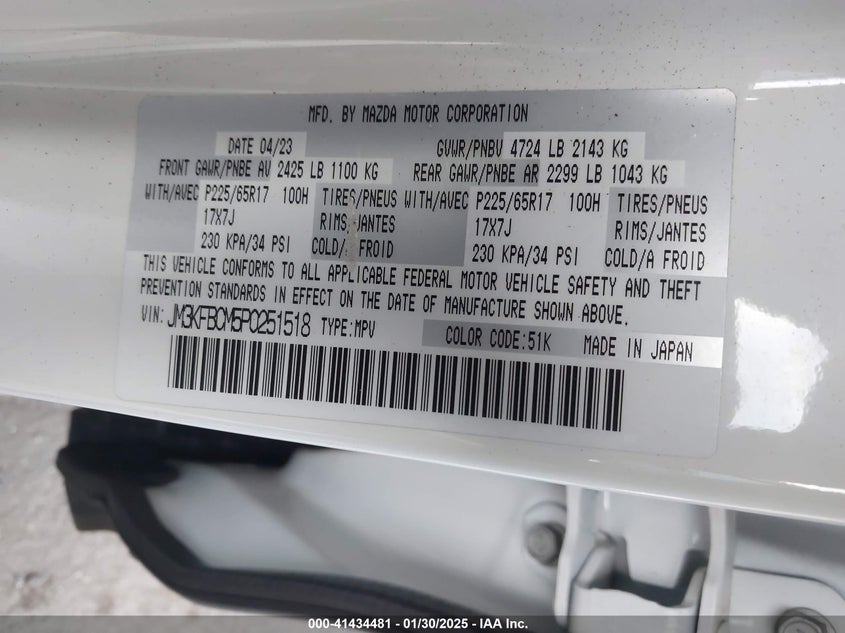 MFD. BY MAZDA MOTOR CORPORATION
DATE 04/23 GVWR/PNBV 4724 LB 2143 KG
FRONT GAWR/PNBE AV 2425 LB 1100 KG REAR GAWR/PNBE AR 2299 LB 1043 KG
WITH/AVEC P225/65R17 100H TIRES/PNEUS WITH/AVEC P225/65R17 100H TIRES/PNEUS
17X7J RIMS/JANTES 17X7J RIMS/JANTES
230 KPA/34 PSI COLD/A FROID 230 KPA/34 PSI COLD/A FROID
THIS VEHICLE CONFORMS TO ALL APPLICABLE FEDERAL MOTOR VEHICLE SAFETY AND THEFT
PREVENTION STANDARDS IN EFFECT ON THE DATE OF MANUFACTURE SHOWN ABOVE.
VIN: JM3KFBCM5P0251518 TYPE:MPV COLOR CODE:51K MADE IN JAPAN
000-41434481 - 01/30/2025 - IAA Inc.